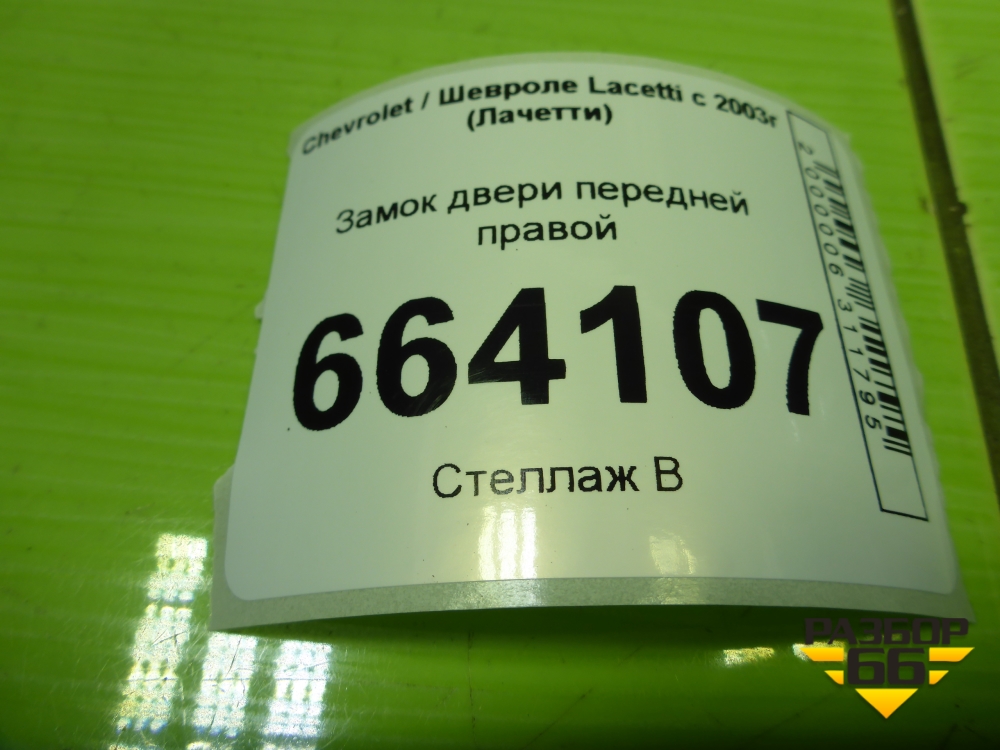 Chevrolet / Шевроле Lacetti с 2003г
(Лачетти)
Замок двери передней
правой
664107
Стеллаж В
2000006311795
РАЗБОР
66